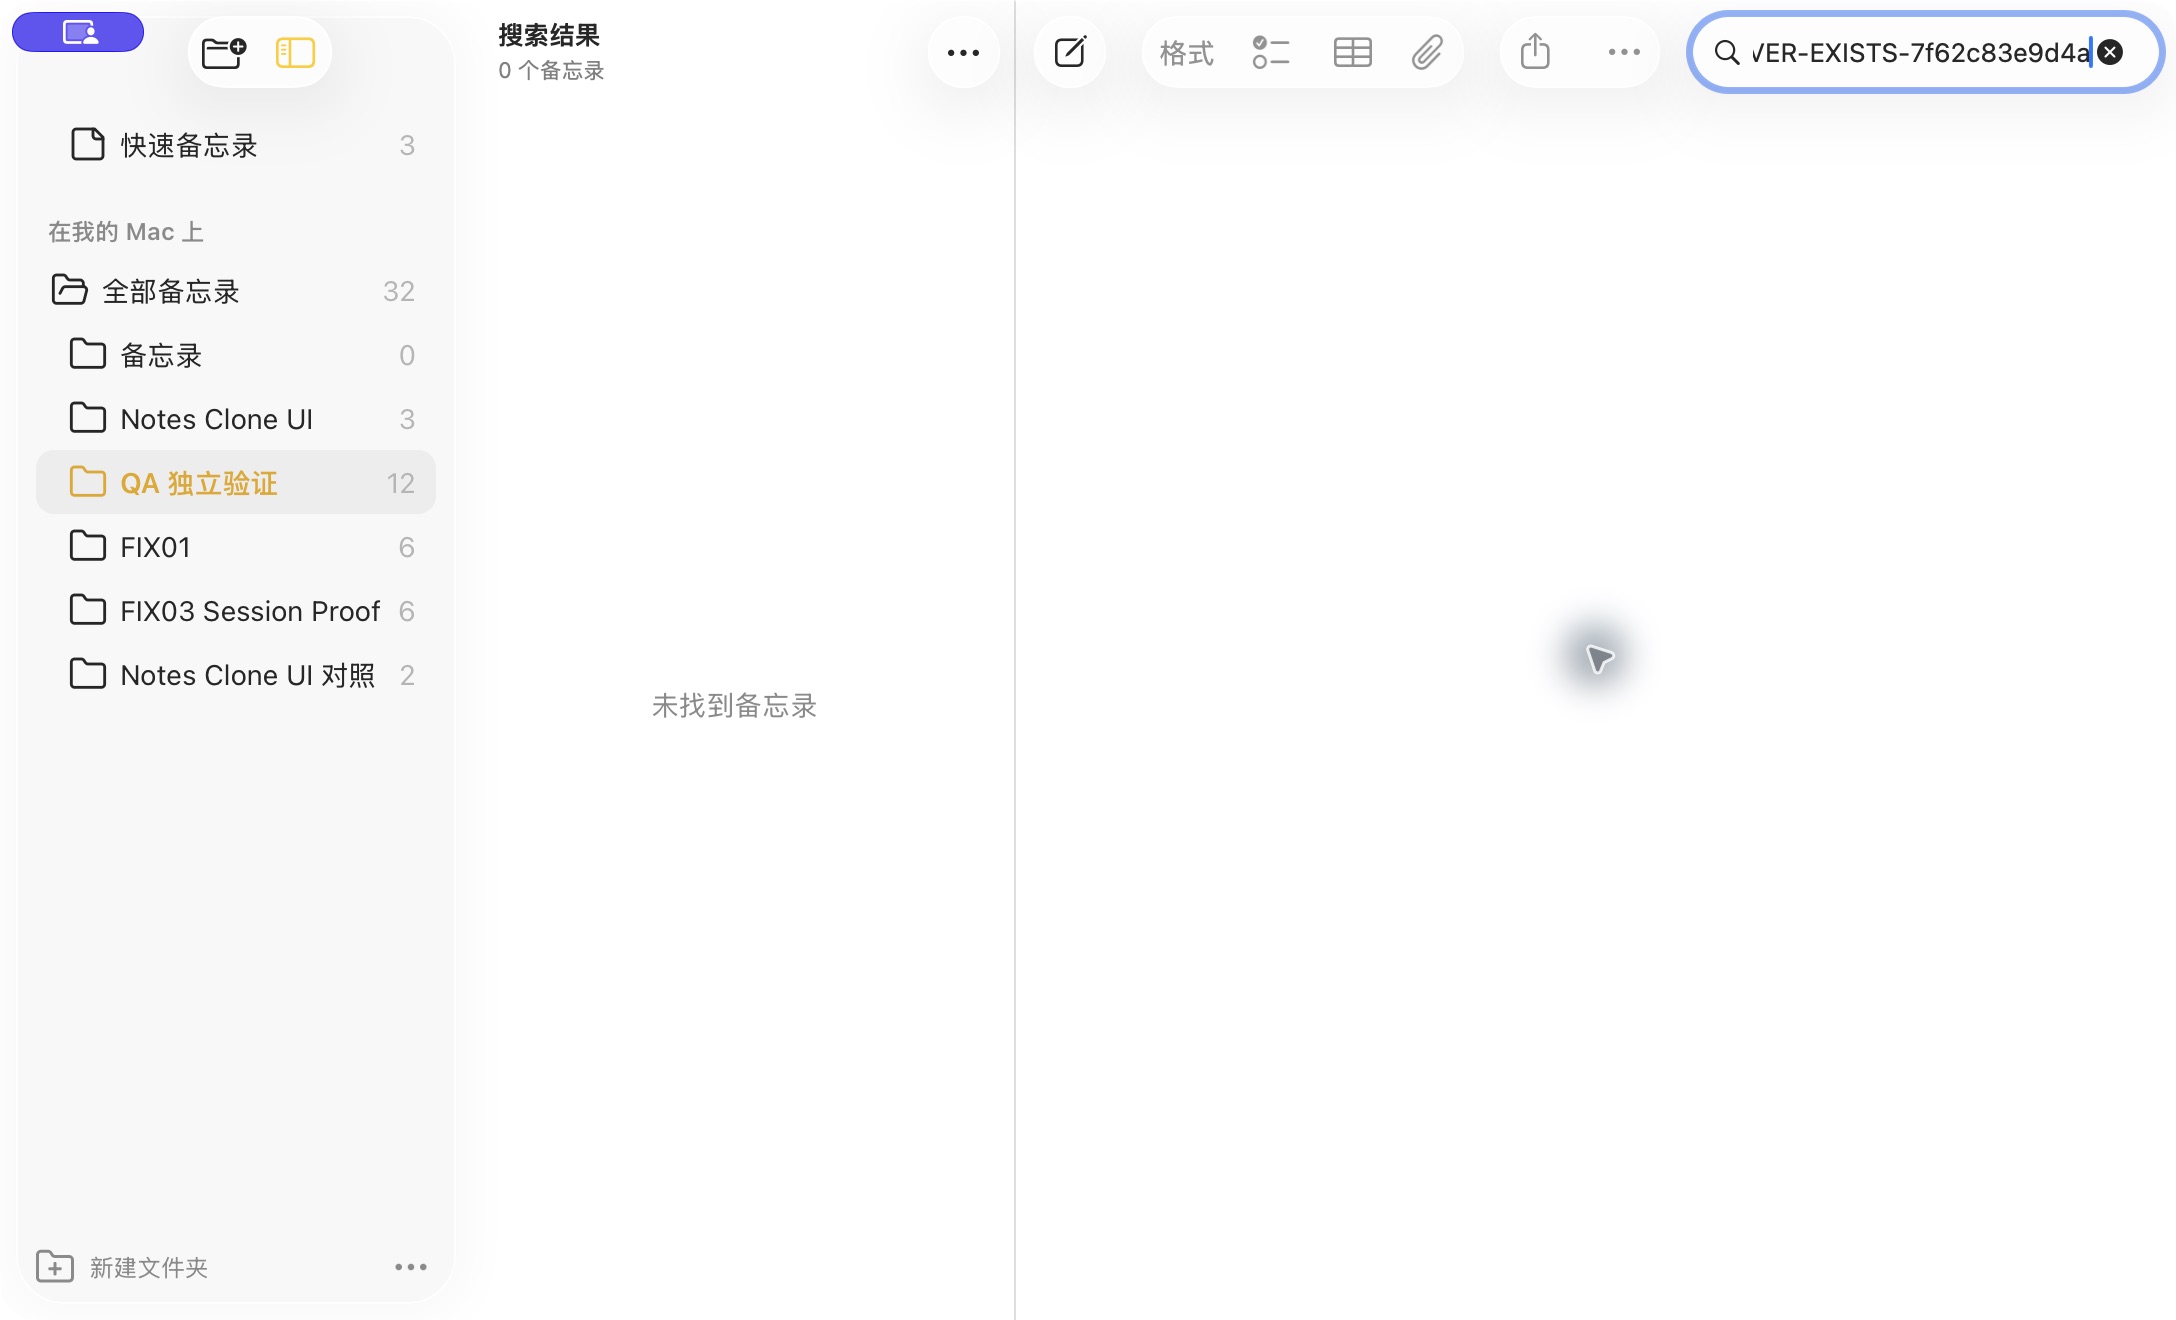 快速备忘录 3
在我的 Mac 上
全部备忘录 32
备忘录 0
Notes Clone UI 3
QA 独立验证 12
FIX01 6
FIX03 Session Proof 6
Notes Clone UI 对照 2
新建文件夹
搜索结果
0 个备忘录
未找到备忘录
格式
VER-EXISTS-7f62c83e9d4a